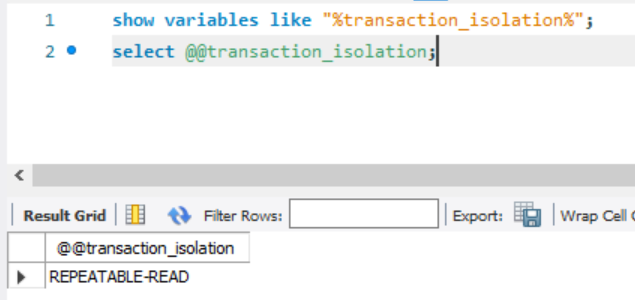 1 show variables like "%transaction_isolation%";
2 select @@transaction_isolation;
Result Grid Filter Rows: Export: Wrap Cell
@@transaction_isolation
REPEATABLE-READ